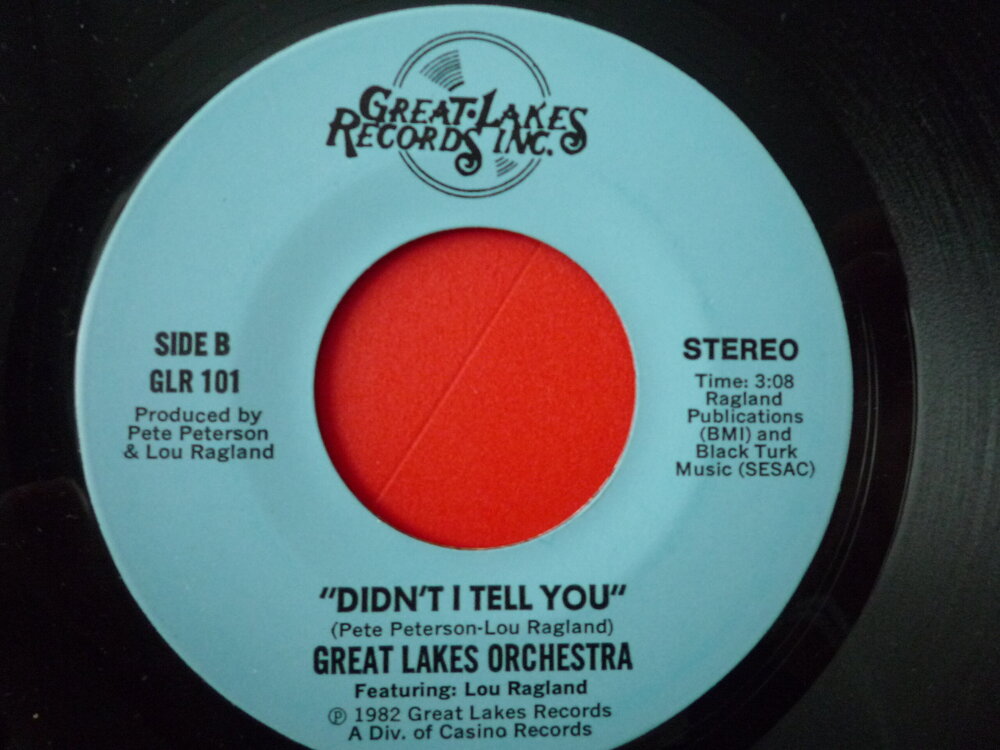 GREAT·LAKES
RECORDS INC.
SIDE B
GLR 101
Produced by
Pete Peterson
& Lou Ragland
STEREO
Time: 3:08
Ragland
Publications
(BMI) and
Black Turk
Music (SESAC)
"DIDN'T I TELL YOU"
(Pete Peterson-Lou Ragland)
GREAT LAKES ORCHESTRA
Featuring: Lou Ragland
℗ 1982 Great Lakes Records
A Div. of Casino Records